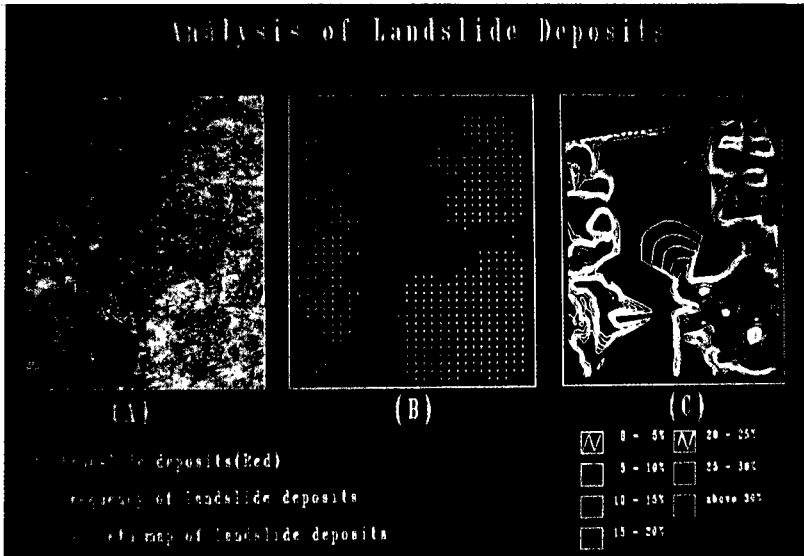 Analysis of Landslide Deposits
(A)
(B)
(C)
deposits(Red)
of landslide deposits
map of landslide deposits
0 - 5%
5 - 10%
10 - 15%
15 - 20%
20 - 25%
25 - 30%
above 30%